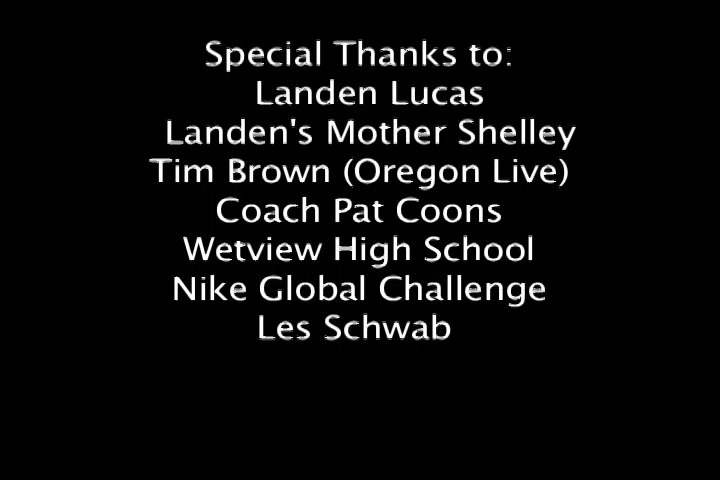 Special Thanks to:
Landen Lucas
Landen's Mother Shelley
Tim Brown (Oregon Live)
Coach Pat Coons
Wetview High School
Nike Global Challenge
Les Schwab